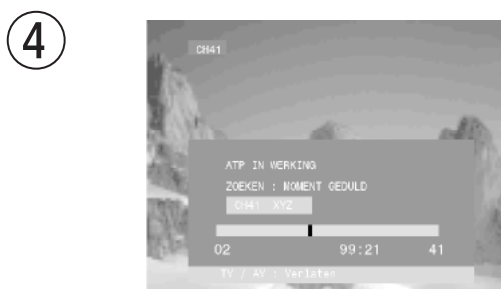 4
CH41
ATP IN WERKING
ZOEKEN : MOMENT GEDULD
CH41 XYZ
02 99:21 41
TV / AV : Verlaten